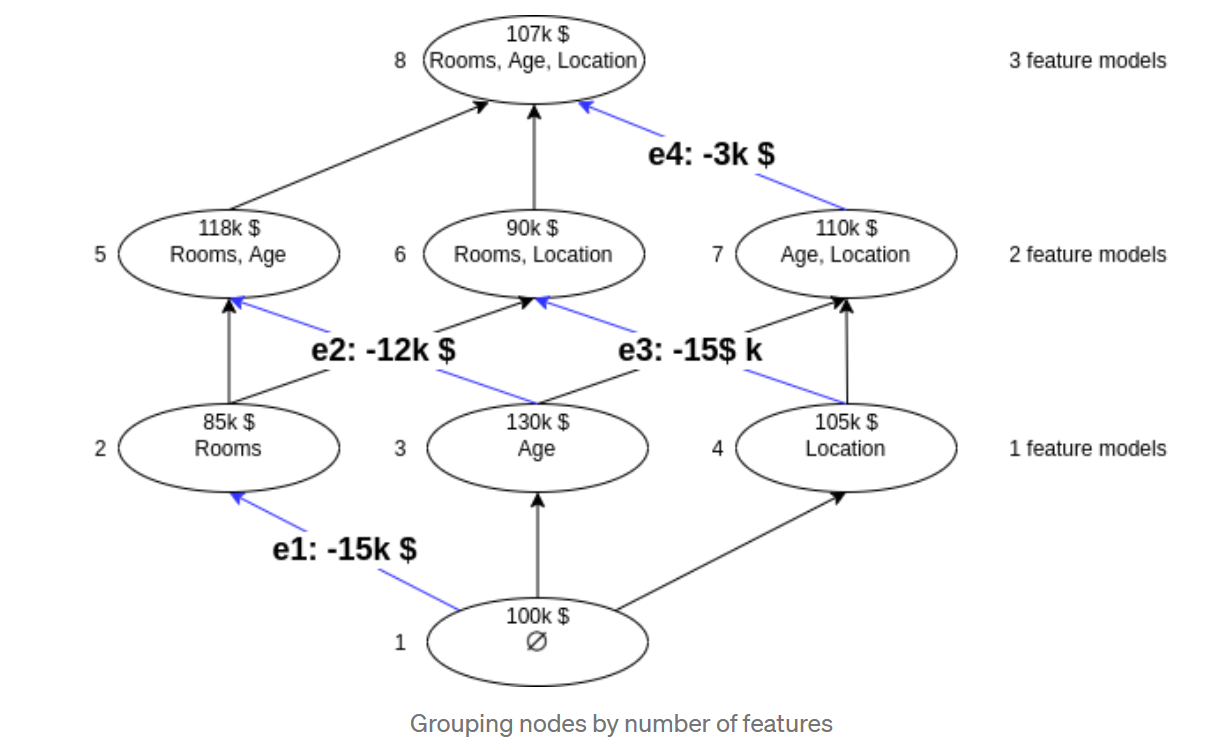 107k $
8 Rooms, Age, Location 3 feature models
e4: -3k $
118k $ 90k $ 110k $
5 Rooms, Age 6 Rooms, Location 7 Age, Location 2 feature models
e2: -12k $ e3: -15$ k
85k $ 130k $ 105k $
2 Rooms 3 Age 4 Location 1 feature models
e1: -15k $
100k $
1 ∅
Grouping nodes by number of features